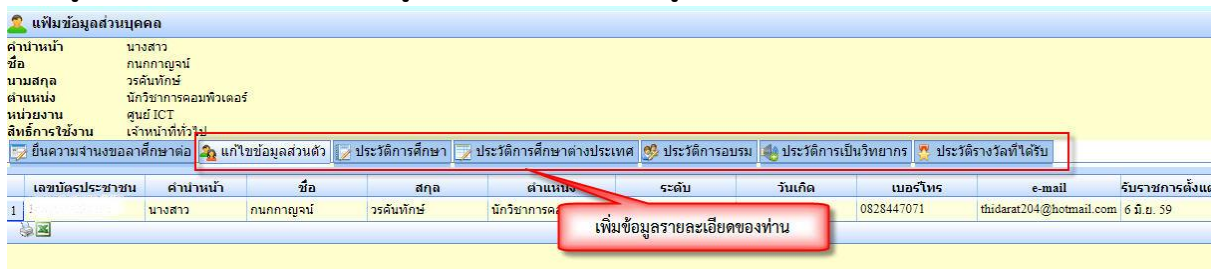 แฟ้มข้อมูลส่วนบุคคล
คำนำหน้า นางสาว
ชื่อ กนกกาญจน์
นามสกุล วรคันทักษ์
ตำแหน่ง นักวิชาการคอมพิวเตอร์
หน่วยงาน ศูนย์ ICT
สิทธิ์การใช้งาน เจ้าหน้าที่ทั่วไป
ยื่นความจำนงขอลาศึกษาต่อ แก้ไขข้อมูลส่วนตัว ประวัติการศึกษา ประวัติการศึกษาต่างประเทศ ประวัติการอบรม ประวัติการเป็นวิทยากร ประวัติรางวัลที่ได้รับ
เลขบัตรประชาชน คำนำหน้า ชื่อ สกุล ตำแหน่ง ระดับ วันเกิด เบอร์โทร e-mail รับราชการตั้งแต่
1 นางสาว กนกกาญจน์ วรคันทักษ์ 0828447071 thidarat204@hotmail.com 6 มี.ค. 59
เพิ่มข้อมูลรายละเอียดของท่าน